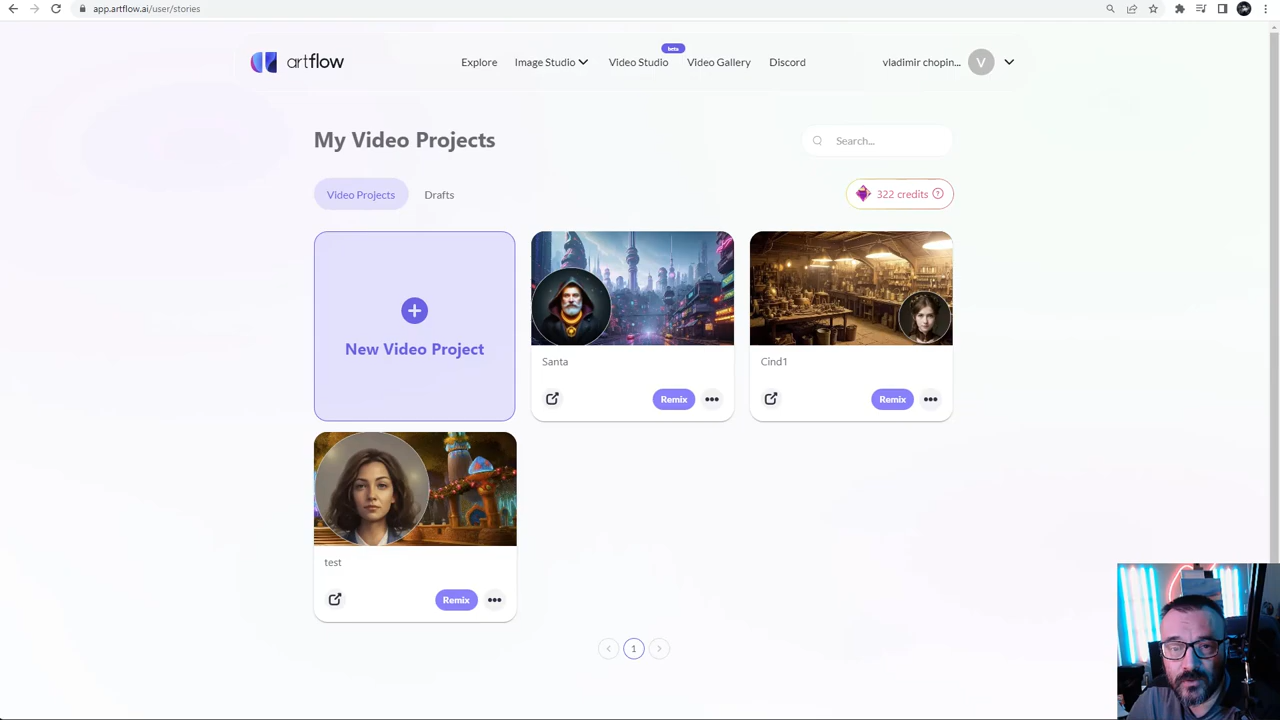 app.artflow.ai/user/stories
artflow
Explore
Image Studio
beta
Video Studio
Video Gallery
Discord
vladimir chopin...
V
My Video Projects
Search...
Video Projects
Drafts
322 credits
New Video Project
Santa
Remix
Cind1
Remix
test
Remix
1